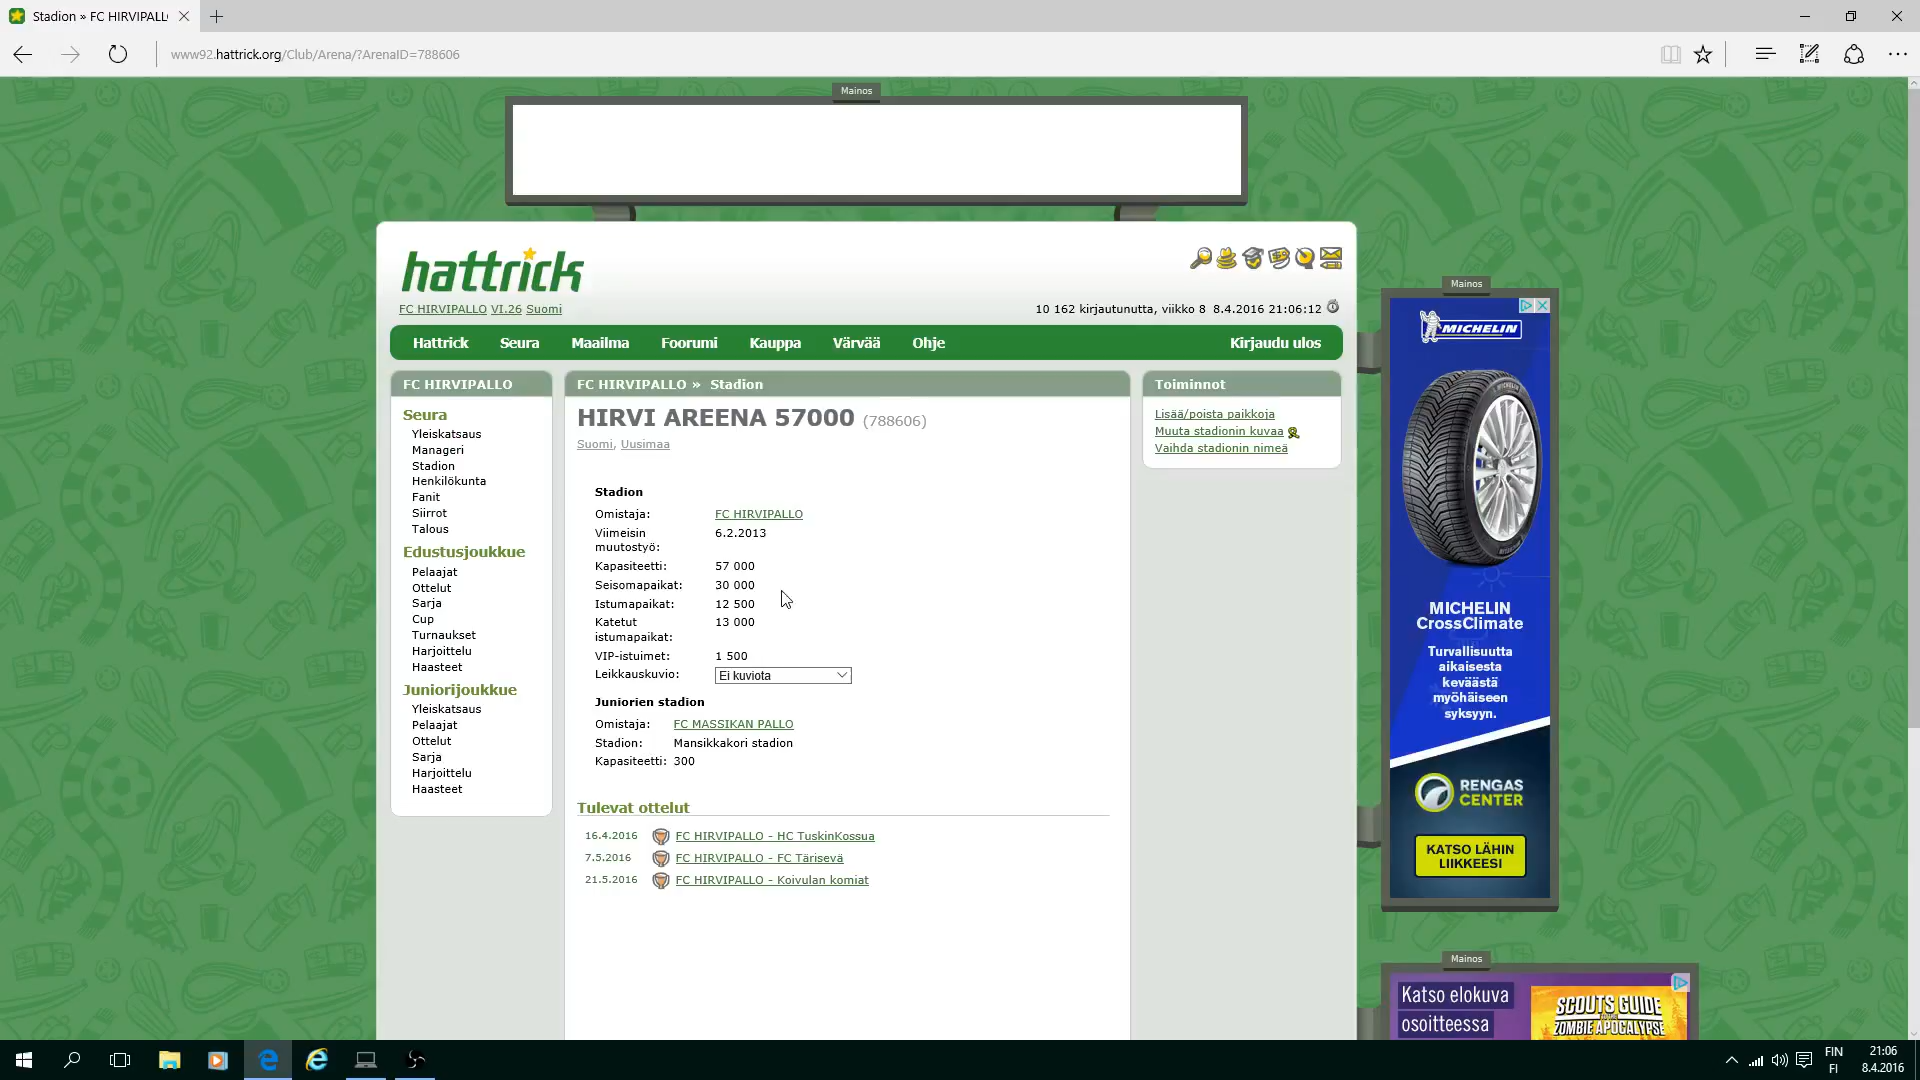 Stadion » FC HIRVIPALL
www92.hattrick.org/Club/Arena/?ArenaID=788606
Mainos
hattrick
FC HIRVIPALLO VI.26 Suomi
10 162 kirjautunutta, viikko 8 8.4.2016 21:06:12
Hattrick Seura Maailma Foorumi Kauppa Värvää Ohje Kirjaudu ulos
FC HIRVIPALLO
Seura
Yleiskatsaus
Manageri
Stadion
Henkilökunta
Fanit
Siirrot
Talous
Edustusjoukkue
Pelaajat
Ottelut
Sarja
Cup
Turnaukset
Harjoittelu
Haasteet
Juniorijoukkue
Yleiskatsaus
Pelaajat
Ottelut
Sarja
Harjoittelu
Haasteet
FC HIRVIPALLO » Stadion
HIRVI AREENA 57000 (788606)
Suomi, Uusimaa
Stadion
Omistaja: FC HIRVIPALLO
Viimeisin muutostyö: 6.2.2013
Kapasiteetti: 57 000
Seisomapaikat: 30 000
Istumapaikat: 12 500
Katetut istumapaikat: 13 000
VIP-istuimet: 1 500
Leikkauskuvio: Ei kuviota
Juniorien stadion
Omistaja: FC MASSIKAN PALLO
Stadion: Mansikkakori stadion
Kapasiteetti: 300
Tulevat ottelut
16.4.2016 FC HIRVIPALLO - HC TuskinKossua
7.5.2016 FC HIRVIPALLO - FC Tärisevä
21.5.2016 FC HIRVIPALLO - Koivulan komiat
Toiminnot
Lisää/poista paikkoja
Muuta stadionin kuvaa
Vaihda stadionin nimeä
Mainos
MICHELIN
MICHELIN
CrossClimate
Turvallisuutta
aikaisesta
keväästä
myöhäiseen
syksyyn.
RENGAS
CENTER
KATSO LÄHIN
LIIKKEESI
Mainos
Katso elokuva
osoitteessa
SCOUTS GUIDE
ZOMBIE APOCALYPSE
FIN
FI
21:06
8.4.2016